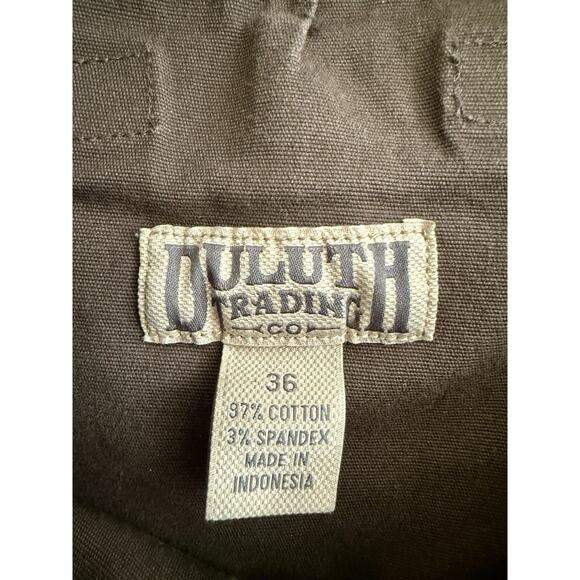 DULUTH
TRADING
CO
36
97% COTTON
3% SPANDEX
MADE IN
INDONESIA